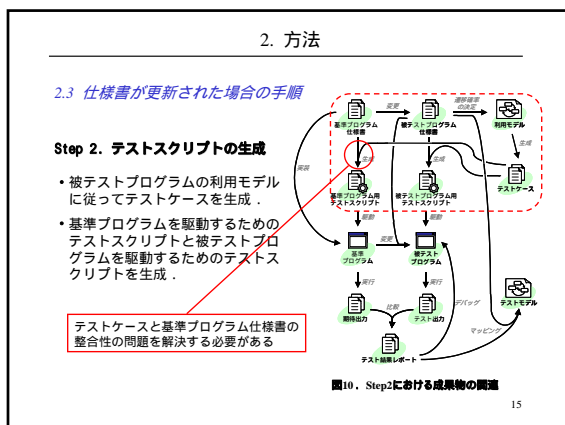 2. 方法
2.3 仕様書が更新された場合の手順
Step 2. テストスクリプトの生成
• 被テストプログラムの利用モデル
に従ってテストケースを生成．
• 基準プログラムを駆動するための
テストスクリプトと被テストプロ
グラムを駆動するためのテストス
クリプトを生成．
テストケースと基準プログラム仕様書の
整合性の問題を解決する必要がある
変更
遷移確率
の決定
基準プログラム
仕様書
被テストプログラム
仕様書
利用モデル
生成
生成
生成
実装
テストケース
基準プログラム用
テストスクリプト
被テストプログラム用
テストスクリプト
駆動
駆動
変更
基準
プログラム
被テスト
プログラム
実行
実行
デバッグ
テストモデル
比較
期待出力
テスト出力
マッピング
テスト結果レポート
図10．Step2における成果物の関連
15